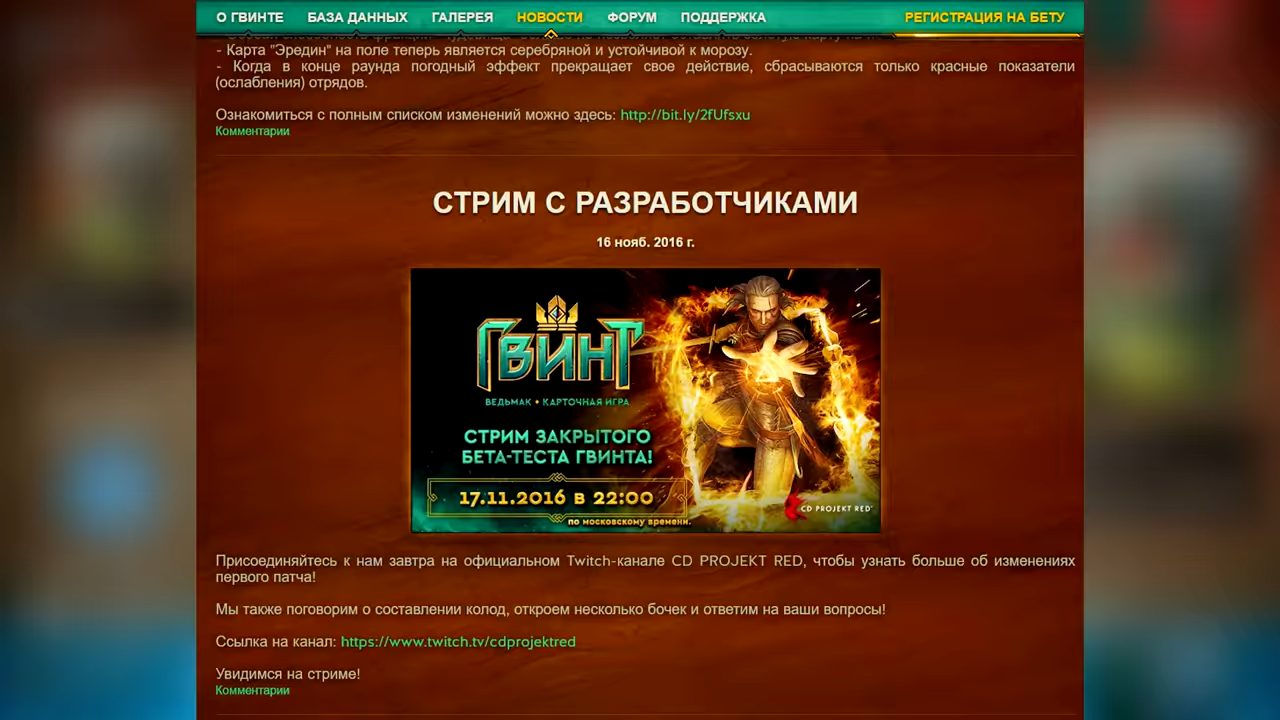 О ГВИНТЕ БАЗА ДАННЫХ ГАЛЕРЕЯ НОВОСТИ ФОРУМ ПОДДЕРЖКА РЕГИСТРАЦИЯ НА БЕТУ
- Карта "Эредин" на поле теперь является серебряной и устойчивой к морозу.
- Когда в конце раунда погодный эффект прекращает свое действие, сбрасываются только красные показатели
(ослабления) отрядов.
Ознакомиться с полным списком изменений можно здесь: http://bit.ly/2fUfsxu
Комментарии
СТРИМ С РАЗРАБОТЧИКАМИ
16 нояб. 2016 г.
ГВИНТ
ВЕДЬМАК • КАРТОЧНАЯ ИГРА
СТРИМ ЗАКРЫТОГО
БЕТА-ТЕСТА ГВИНТА!
17.11.2016 в 22:00
по московскому времени.
CD PROJEKT RED
Присоединяйтесь к нам завтра на официальном Twitch-канале CD PROJEKT RED, чтобы узнать больше об изменениях
первого патча!
Мы также поговорим о составлении колод, откроем несколько бочек и ответим на ваши вопросы!
Ссылка на канал: https://www.twitch.tv/cdprojektred
Увидимся на стриме!
Комментарии